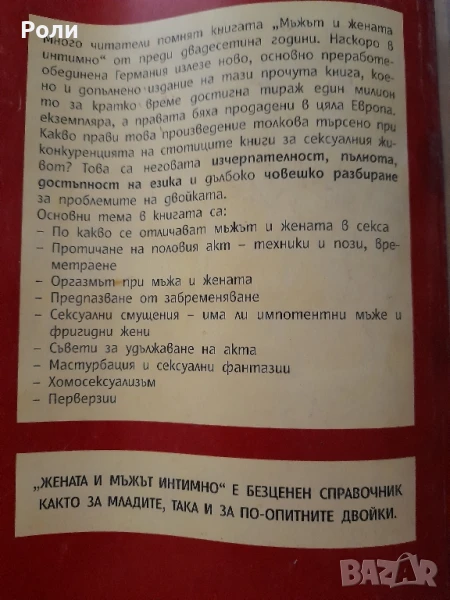 Роли
Много читатели помнят книгата „Мъжът и жената
интимно“ от преди двадесетина години. Наскоро в
обединена Германия излезе ново, основно преработе-
но и допълнено издание на тази прочута книга, кое-
то за кратко време достигна тираж един милион
екземпляра, а правата бяха продадени в цяла Европа.
Какво прави това произведение толкова търсено при
конкуренцията на стотиците книги за сексуалния жи-
вот? Това са неговата изчерпателност, пълнота,
достъпност на езика и дълбоко човешко разбиране
за проблемите на двойката.
Основни тема в книгата са:
– По какво се отличават мъжът и жената в секса
– Протичане на половия акт – техники и пози, вре-
метраене
– Оргазмът при мъжа и жената
– Предпазване от забременяване
– Сексуални смущения – има ли импотентни мъже и
фригидни жени
– Съвети за удължаване на акта
– Мастурбация и сексуални фантазии
– Хомосексуализъм
– Перверзии
„ЖЕНАТА И МЪЖЪТ ИНТИМНО“ Е БЕЗЦЕНЕН СПРАВОЧНИК
КАКТО ЗА МЛАДИТЕ, ТАКА И ЗА ПО-ОПИТНИТЕ ДВОЙКИ.
BAZAR